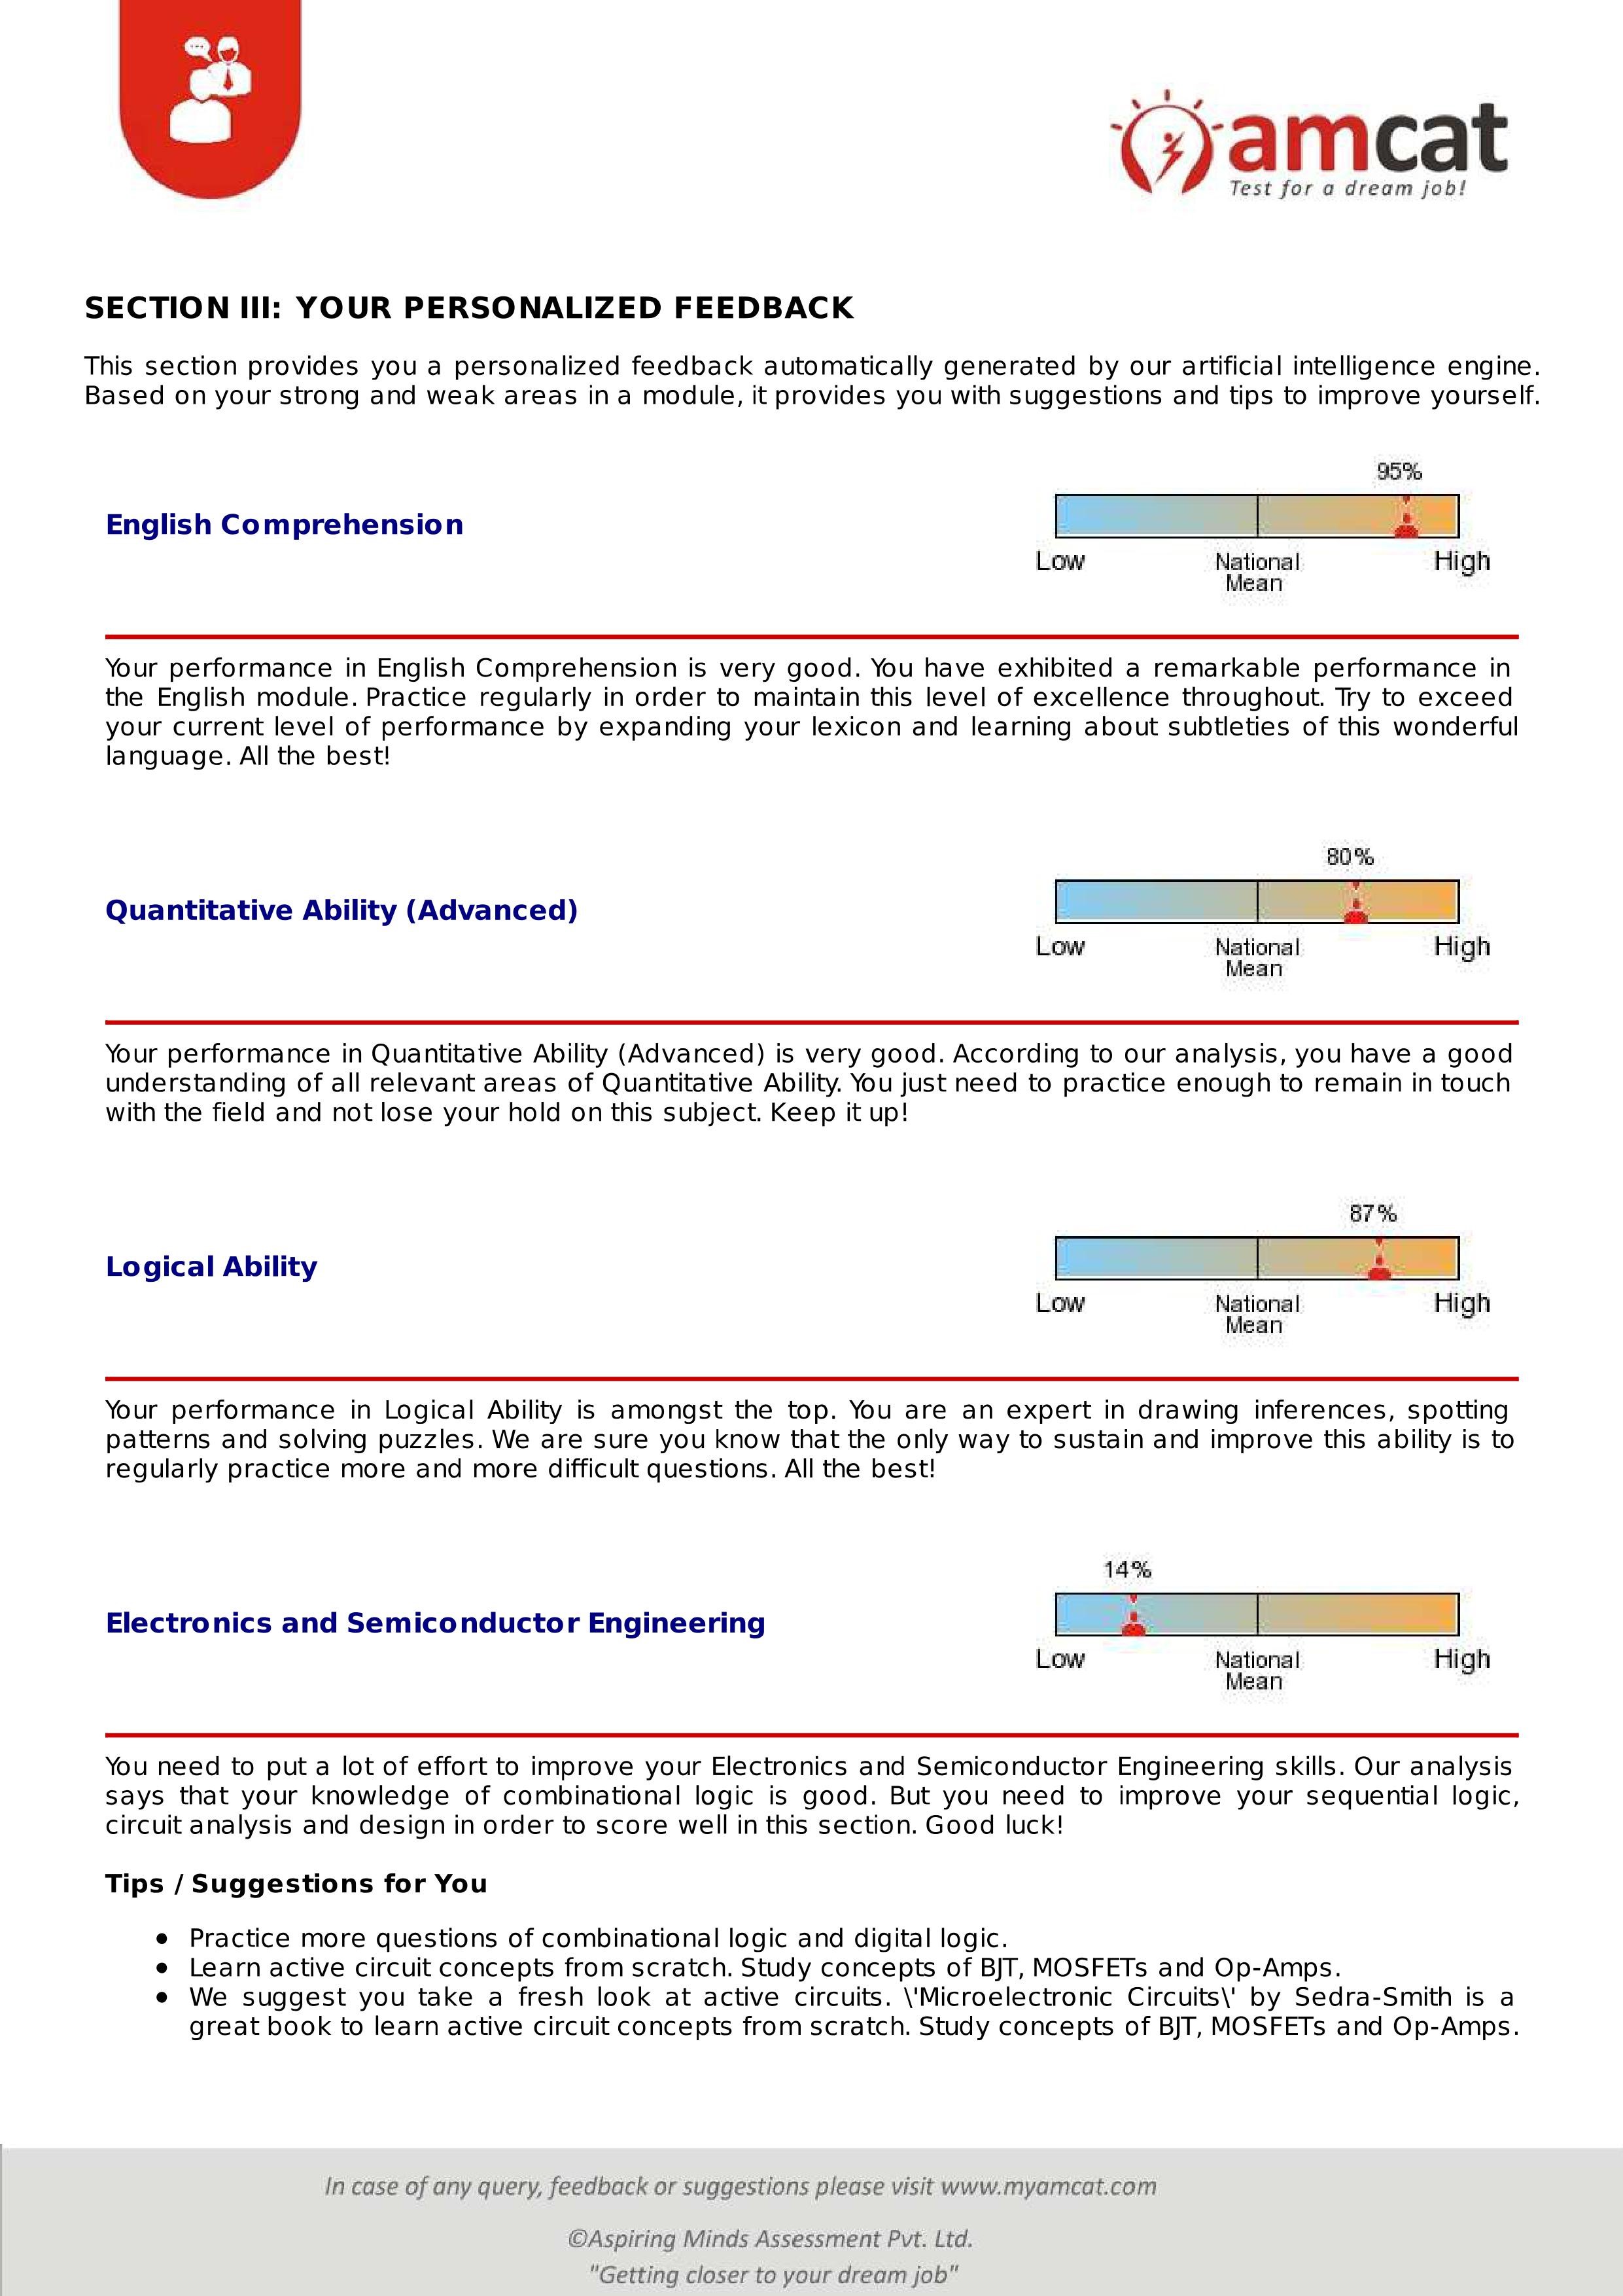 amcat
Test for a dream job!
SECTION III: YOUR PERSONALIZED FEEDBACK
This section provides you a personalized feedback automatically generated by our artificial intelligence engine.
Based on your strong and weak areas in a module, it provides you with suggestions and tips to improve yourself.
95%
English Comprehension
Low National Mean High
Your performance in English Comprehension is very good. You have exhibited a remarkable performance in
the English module. Practice regularly in order to maintain this level of excellence throughout. Try to exceed
your current level of performance by expanding your lexicon and learning about subtleties of this wonderful
language. All the best!
80%
Quantitative Ability (Advanced)
Low National Mean High
Your performance in Quantitative Ability (Advanced) is very good. According to our analysis, you have a good
understanding of all relevant areas of Quantitative Ability. You just need to practice enough to remain in touch
with the field and not lose your hold on this subject. Keep it up!
87%
Logical Ability
Low National Mean High
Your performance in Logical Ability is amongst the top. You are an expert in drawing inferences, spotting
patterns and solving puzzles. We are sure you know that the only way to sustain and improve this ability is to
regularly practice more and more difficult questions. All the best!
14%
Electronics and Semiconductor Engineering
Low National Mean High
You need to put a lot of effort to improve your Electronics and Semiconductor Engineering skills. Our analysis
says that your knowledge of combinational logic is good. But you need to improve your sequential logic,
circuit analysis and design in order to score well in this section. Good luck!
Tips / Suggestions for You
• Practice more questions of combinational logic and digital logic.
• Learn active circuit concepts from scratch. Study concepts of BJT, MOSFETs and Op-Amps.
• We suggest you take a fresh look at active circuits. \'Microelectronic Circuits\' by Sedra-Smith is a
great book to learn active circuit concepts from scratch. Study concepts of BJT, MOSFETs and Op-Amps.
In case of any query, feedback or suggestions please visit www.myamcat.com
©Aspiring Minds Assessment Pvt. Ltd.
"Getting closer to your dream job"